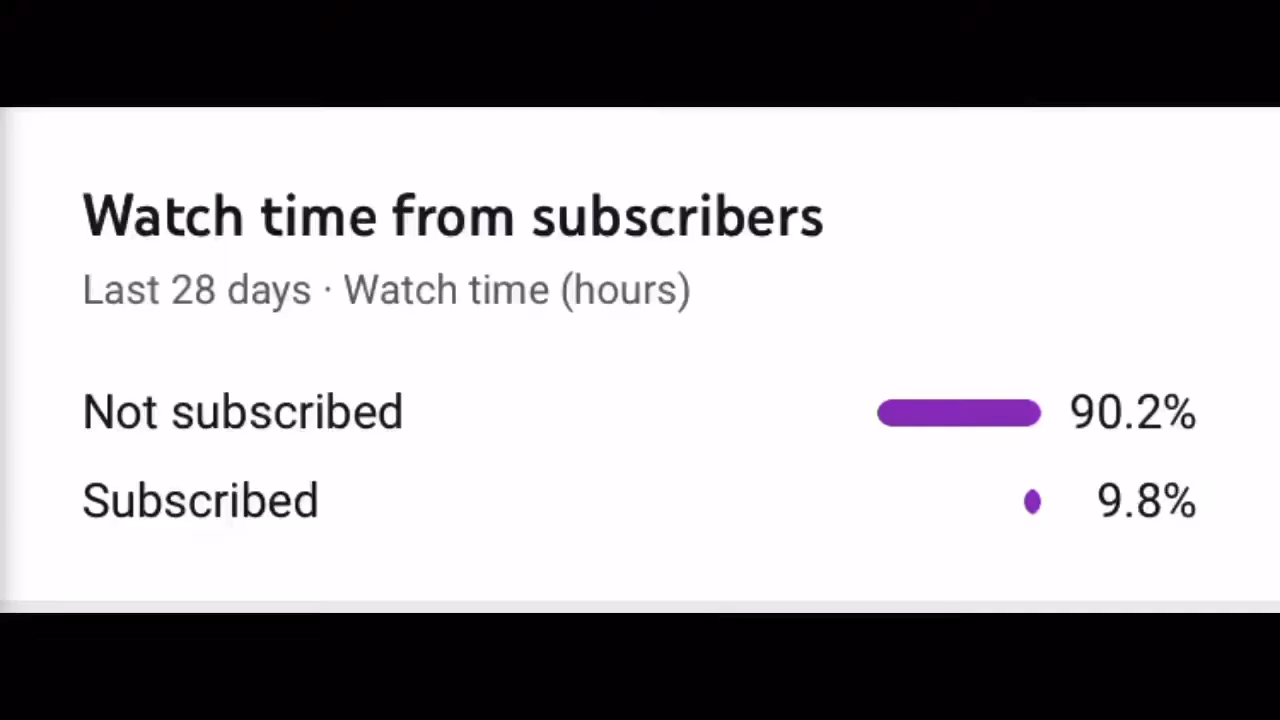 Watch time from subscribers
Last 28 days · Watch time (hours)
Not subscribed 90.2%
Subscribed 9.8%